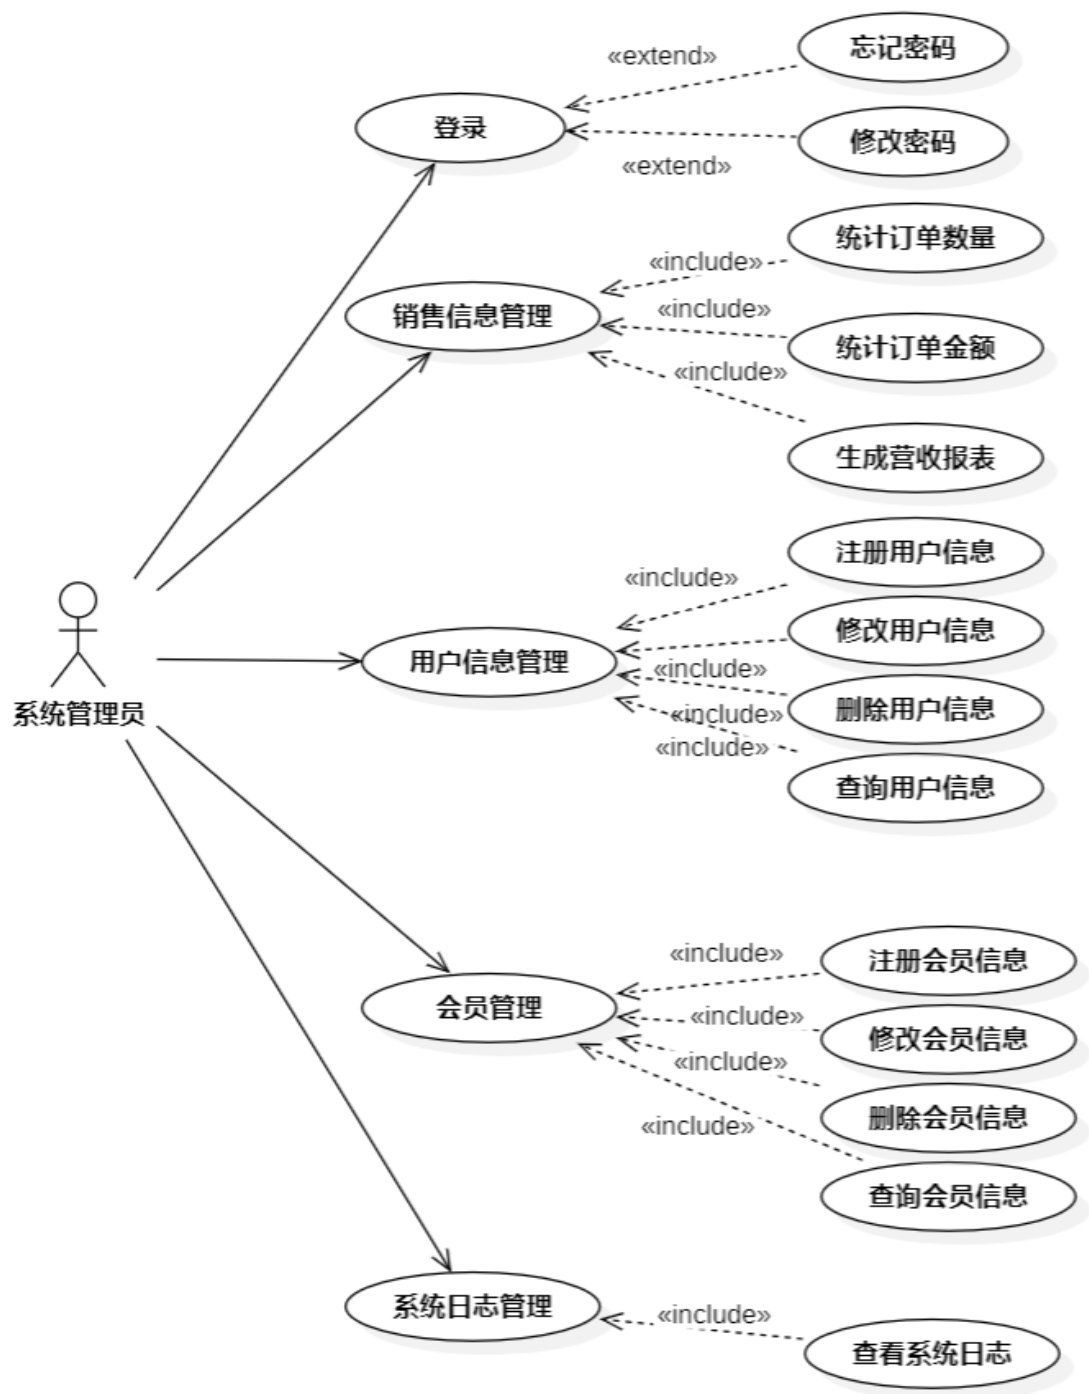 忘记密码
«extend»
登录
修改密码
«extend»
统计订单数量
«include»
销售信息管理
«include»
统计订单金额
«include»
生成营收报表
注册用户信息
«include»
修改用户信息
用户信息管理
«include»
删除用户信息
«include»
系统管理员
«include»
查询用户信息
«include»
注册会员信息
会员管理
«include»
修改会员信息
«include»
删除会员信息
«include»
查询会员信息
系统日志管理
«include»
查看系统日志